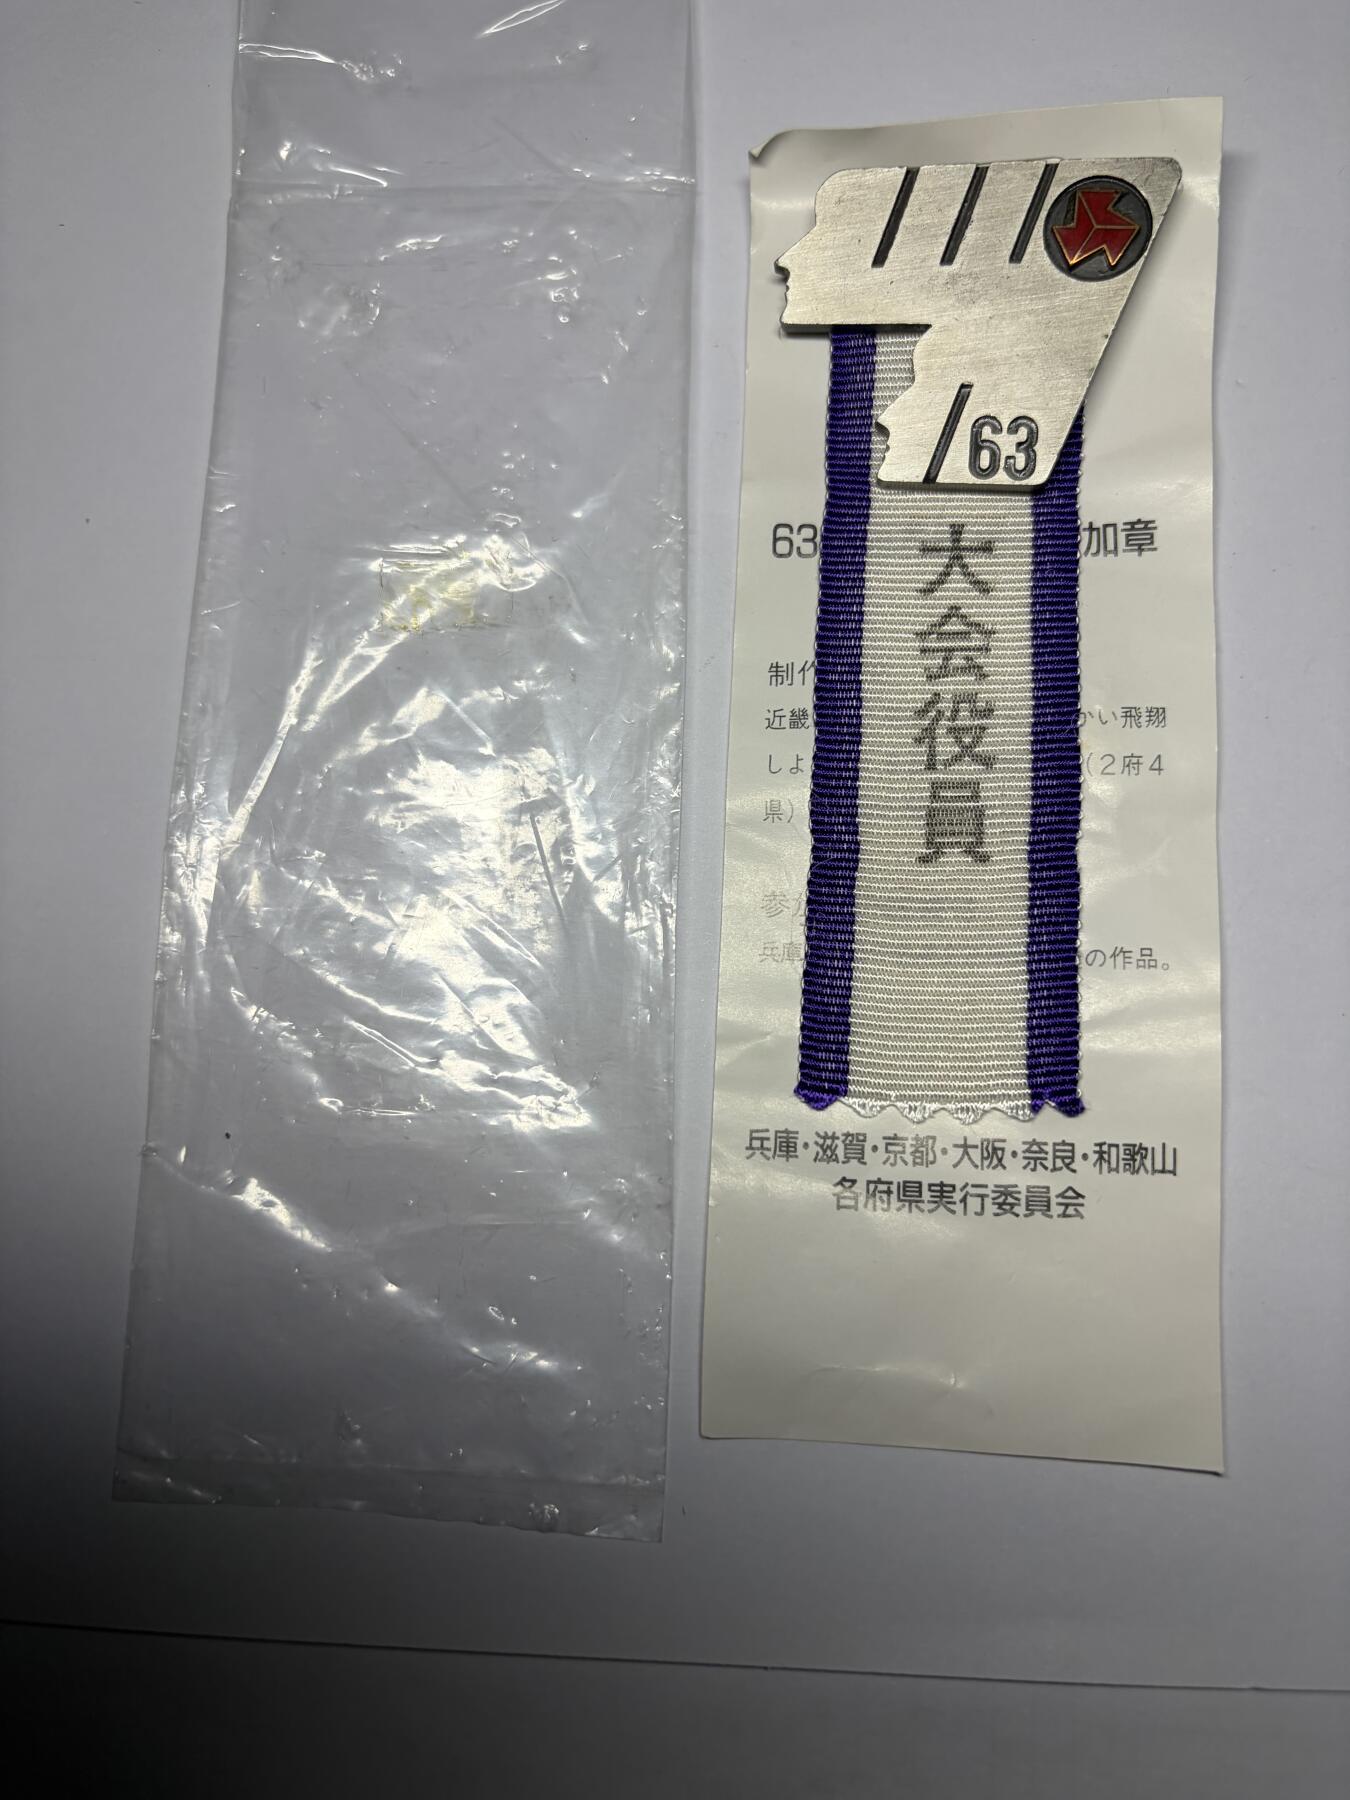 /63
大会役員
63 加章
制作
近畿 かい飛翔
しよ (2府4
県)
参加
兵庫 の作品。
兵庫・滋賀・京都・大阪・奈良・和歌山
各府県実行委員会